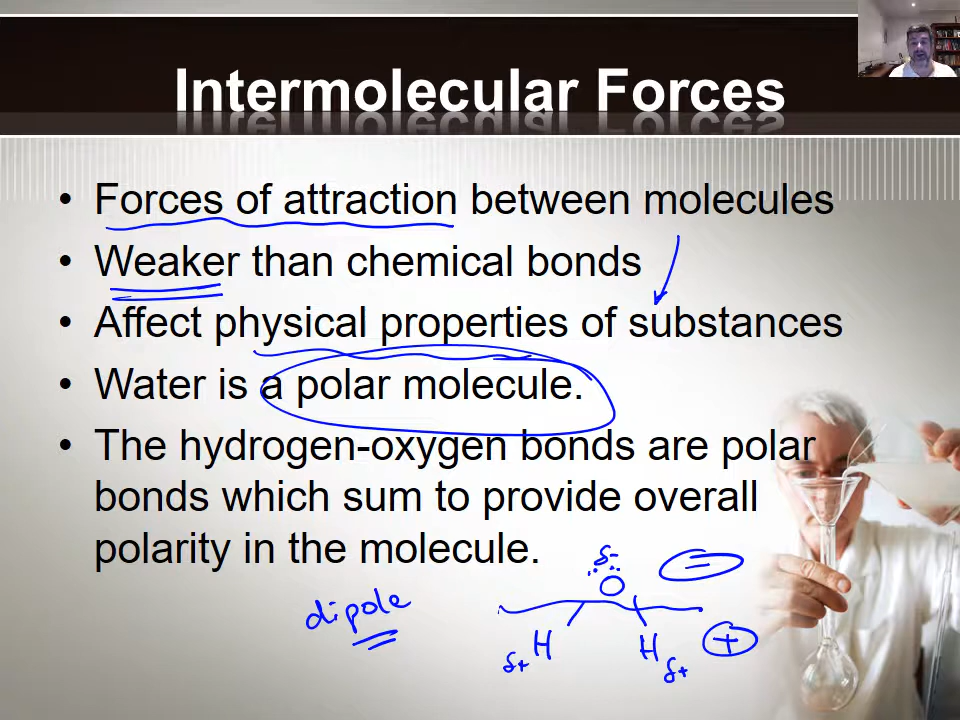 Intermolecular Forces
• Forces of attraction between molecules
• Weaker than chemical bonds
• Affect physical properties of substances
• Water is a polar molecule.
• The hydrogen-oxygen bonds are polar
bonds which sum to provide overall
polarity in the molecule.
δ-
O
−
dipole
H H +
δ+ δ+